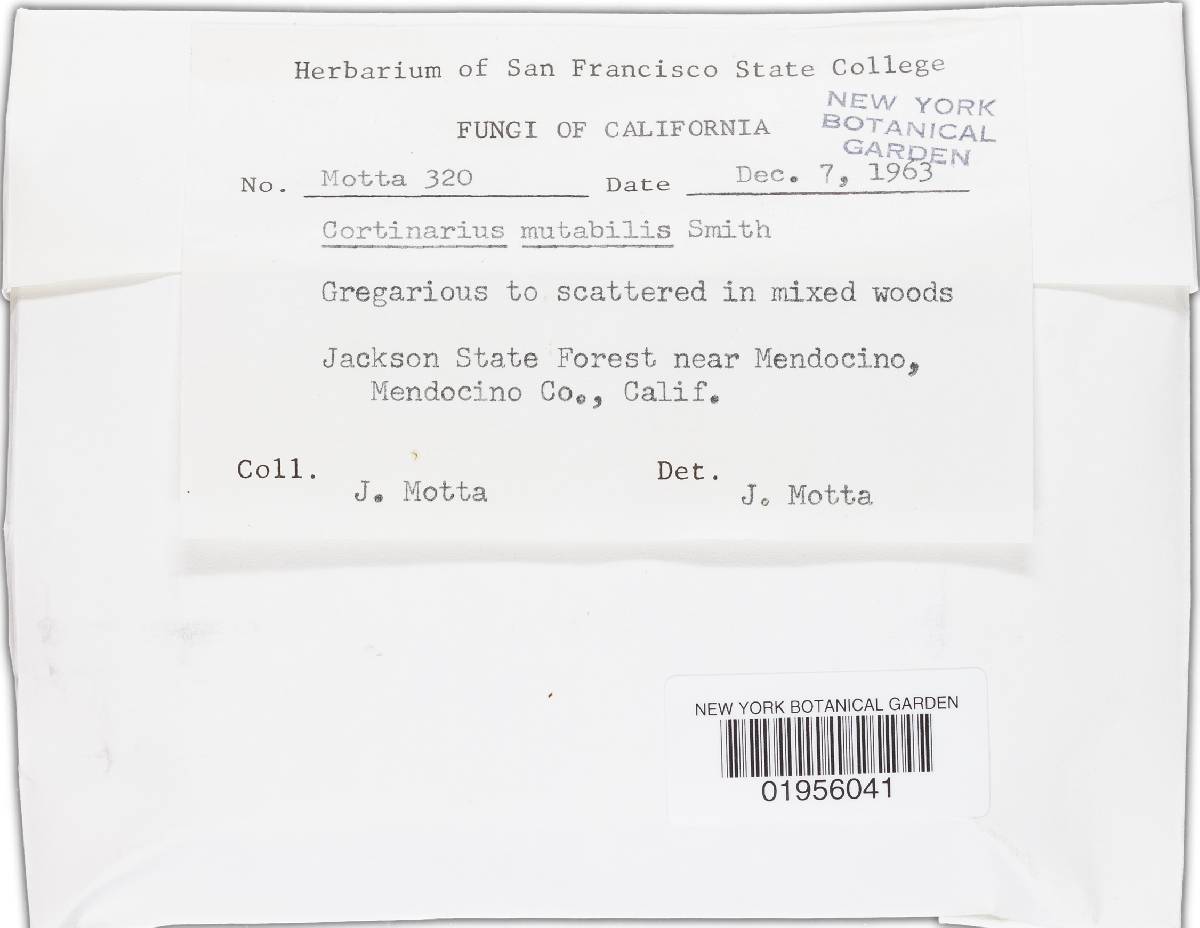 Herbarium of San Francisco State College
NEW YORK
BOTANICAL
GARDEN
FUNGI OF CALIFORNIA
No. Motta 320 Date Dec. 7, 1963
Cortinarius mutabilis Smith
Gregarious to scattered in mixed woods
Jackson State Forest near Mendocino,
Mendocino Co., Calif.
Coll. J. Motta
Det. J. Motta
NEW YORK BOTANICAL GARDEN
01956041